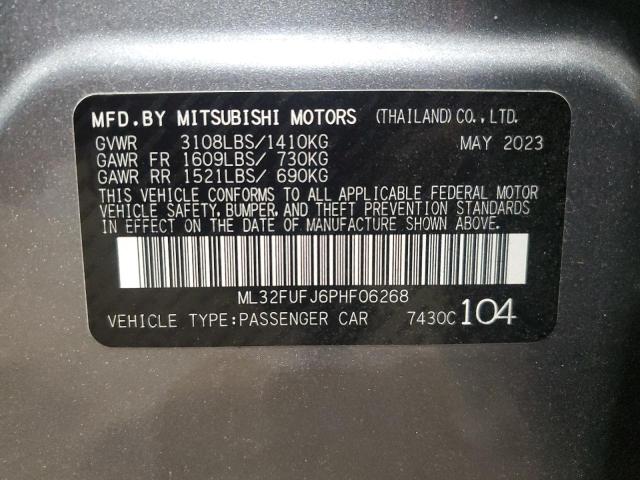 MFD.BY MITSUBISHI MOTORS (THAILAND)CO.,LTD.
GVWR 3108LBS/1410KG MAY 2023
GAWR FR 1609LBS/ 730KG
GAWR RR 1521LBS/ 690KG
THIS VEHICLE CONFORMS TO ALL APPLICABLE FEDERAL MOTOR
VEHICLE SAFETY, BUMPER, AND THEFT PREVENTION STANDARDS
IN EFFECT ON THE DATE OF MANUFACTURE SHOWN ABOVE.
ML32FUFJ6PHF06268
VEHICLE TYPE:PASSENGER CAR 7430C 104